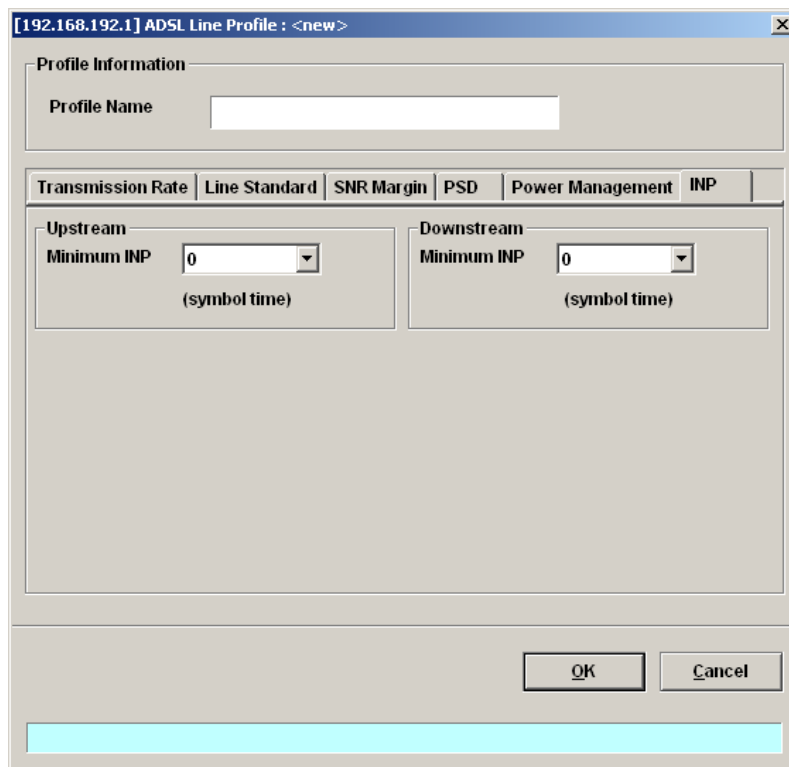 [192.168.192.1] ADSL Line Profile : <new>
Profile Information
Profile Name
Transmission Rate Line Standard SNR Margin PSD Power Management INP
Upstream
Minimum INP 0
(symbol time)
Downstream
Minimum INP 0
(symbol time)
OK Cancel